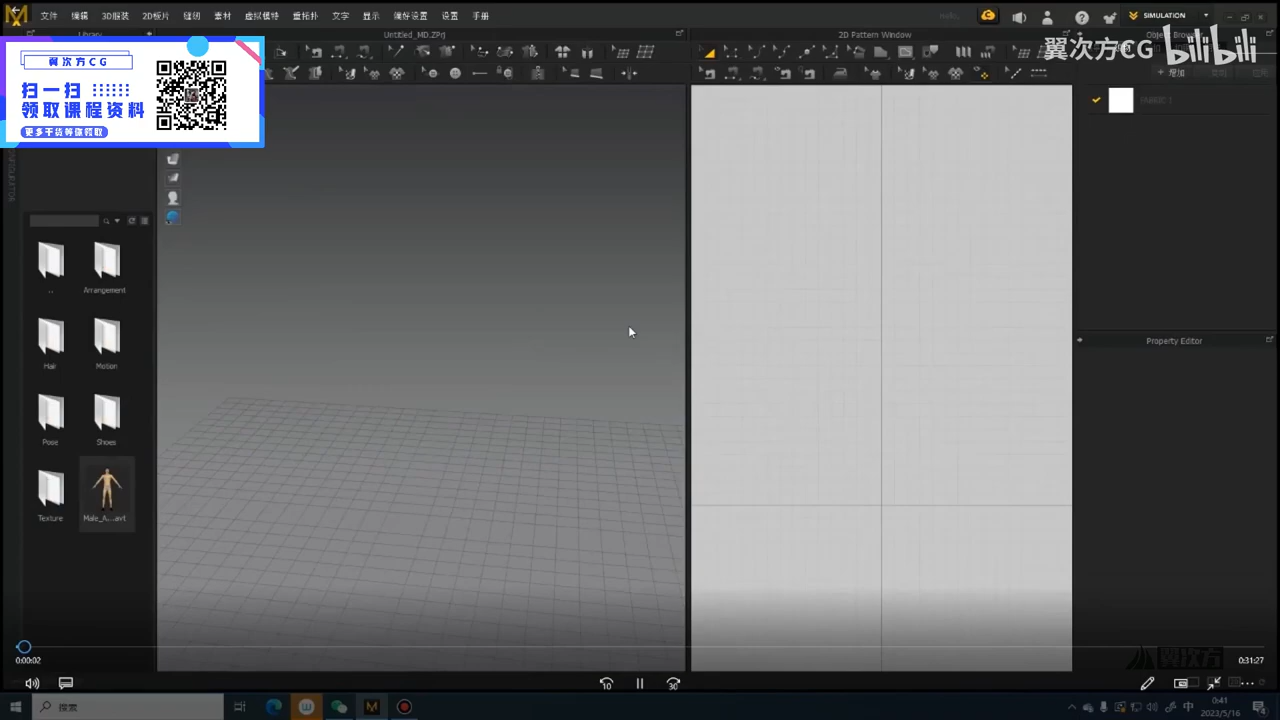 文件 编辑 3D服装 2D板片 缝纫 素材 虚拟模特 重拓扑 文字 显示 偏好设置 设置 手册
SIMULATION
Library
Untitled_MD.ZPrj
2D Pattern Window
Object Browser
翼次方CG bilibili
翼次方CG
扫一扫
领取课程资料
更多干货等你领取
增加
FABRIC 1
..
Arrangement
Hair
Motion
Pose
Shoes
Texture
Male_A...avt
Property Editor
0:00:02
0:31:27
翼次方
10
30
搜索
中
0:41
2023/5/16